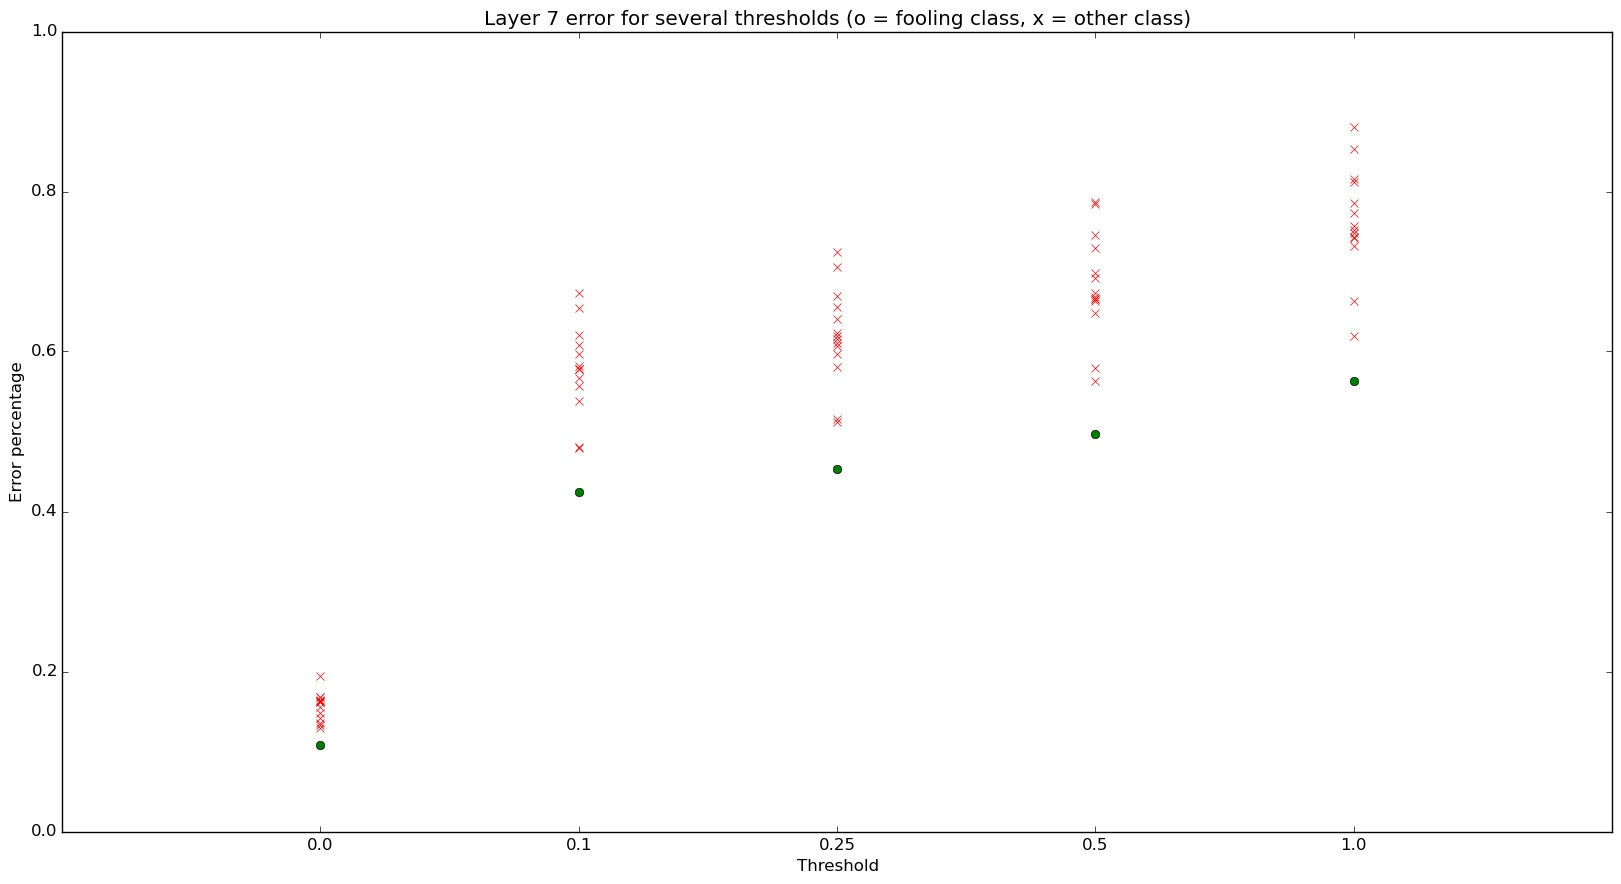 Layer 7 error for several thresholds (o = fooling class, x = other class)
1.0
0.8
0.6
0.4
0.2
0.0
Error percentage
0.0 0.1 0.25 0.5 1.0
Threshold